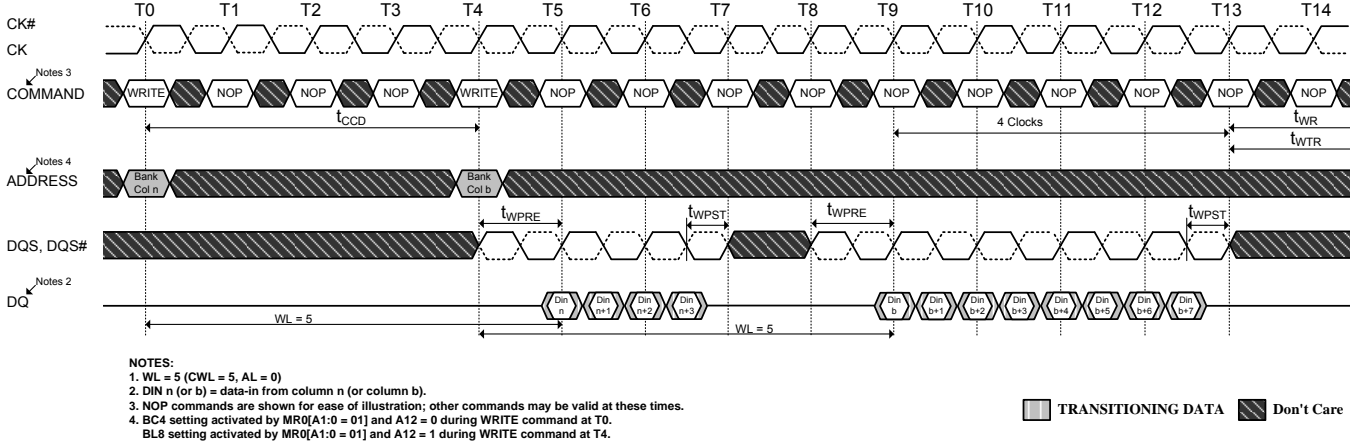 T0 T1 T2 T3 T4 T5 T6 T7 T8 T9 T10 T11 T12 T13 T14
CK#
CK
Notes 3
COMMAND WRITE NOP NOP NOP WRITE NOP NOP NOP NOP NOP NOP NOP NOP NOP NOP
tCCD 4 Clocks tWR
tWTR
Notes 4
ADDRESS Bank Col n Bank Col b
tWPRE tWPST tWPRE tWPST
DQS, DQS#
Notes 2
DQ Din n Din n+1 Din n+2 Din n+3 Din b Din b+1 Din b+2 Din b+3 Din b+4 Din b+5 Din b+6 Din b+7
WL = 5 WL = 5
NOTES:
1. WL = 5 (CWL = 5, AL = 0)
2. DIN n (or b) = data-in from column n (or column b).
3. NOP commands are shown for ease of illustration; other commands may be valid at these times.
4. BC4 setting activated by MR0[A1:0 = 01] and A12 = 0 during WRITE command at T0.
BL8 setting activated by MR0[A1:0 = 01] and A12 = 1 during WRITE command at T4.
TRANSITIONING DATA Don't Care